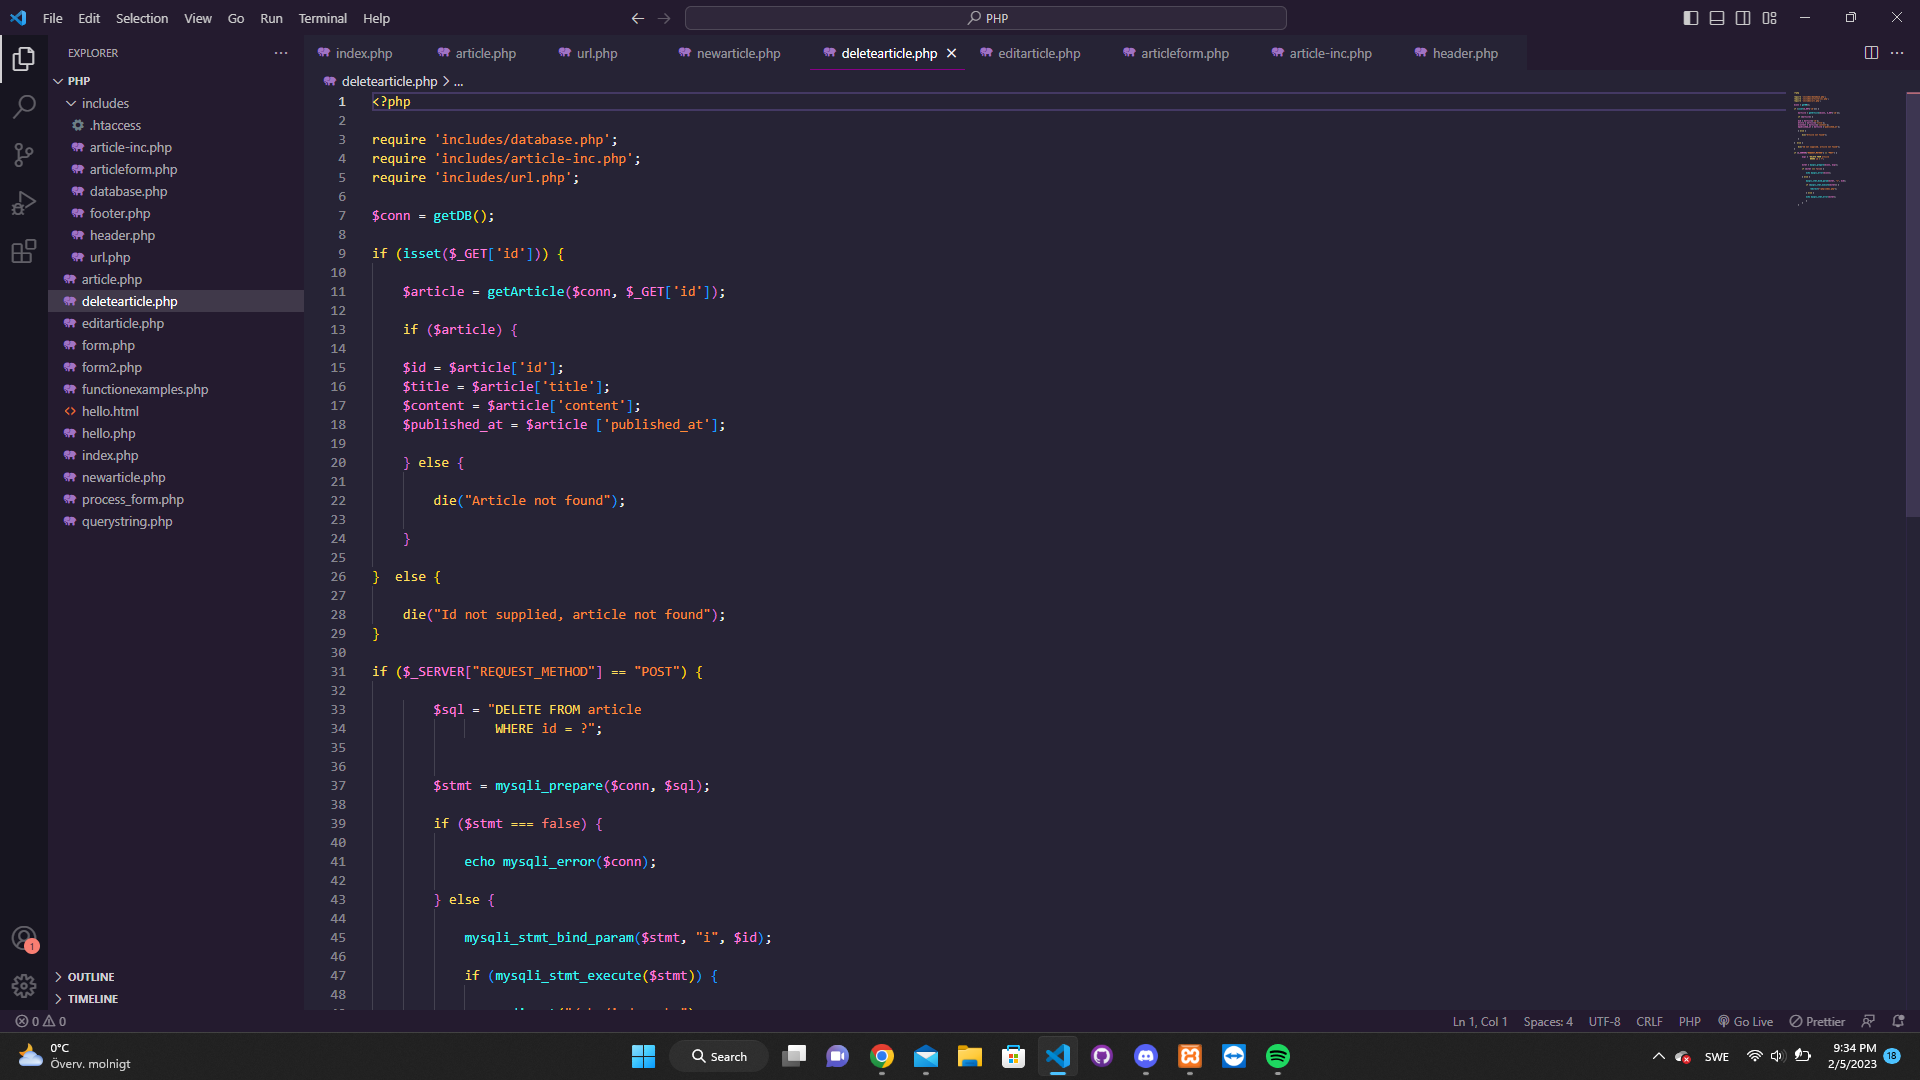 File Edit Selection View Go Run Terminal Help
PHP
EXPLORER
index.php article.php url.php newarticle.php deletearticle.php editarticle.php articleform.php article-inc.php header.php
deletearticle.php > ...
PHP
includes
.htaccess
article-inc.php
articleform.php
database.php
footer.php
header.php
url.php
article.php
deletearticle.php
editarticle.php
form.php
form2.php
functionexamples.php
hello.html
hello.php
index.php
newarticle.php
process_form.php
querystring.php
OUTLINE
TIMELINE
1 <?php
2
3 require 'includes/database.php';
4 require 'includes/article-inc.php';
5 require 'includes/url.php';
6
7 $conn = getDB();
8
9 if (isset($_GET['id'])) {
10
11 $article = getArticle($conn, $_GET['id']);
12
13 if ($article) {
14
15 $id = $article['id'];
16 $title = $article['title'];
17 $content = $article['content'];
18 $published_at = $article ['published_at'];
19
20 } else {
21
22 die("Article not found");
23
24 }
25
26 } else {
27
28 die("Id not supplied, article not found");
29 }
30
31 if ($_SERVER["REQUEST_METHOD"] == "POST") {
32
33 $sql = "DELETE FROM article
34 WHERE id = ?";
35
36
37 $stmt = mysqli_prepare($conn, $sql);
38
39 if ($stmt === false) {
40
41 echo mysqli_error($conn);
42
43 } else {
44
45 mysqli_stmt_bind_param($stmt, "i", $id);
46
47 if (mysqli_stmt_execute($stmt)) {
48
1
0 0
Ln 1, Col 1 Spaces: 4 UTF-8 CRLF PHP Go Live Prettier
0°C
Överv. molnigt
Search
SWE
9:34 PM
2/5/2023
18